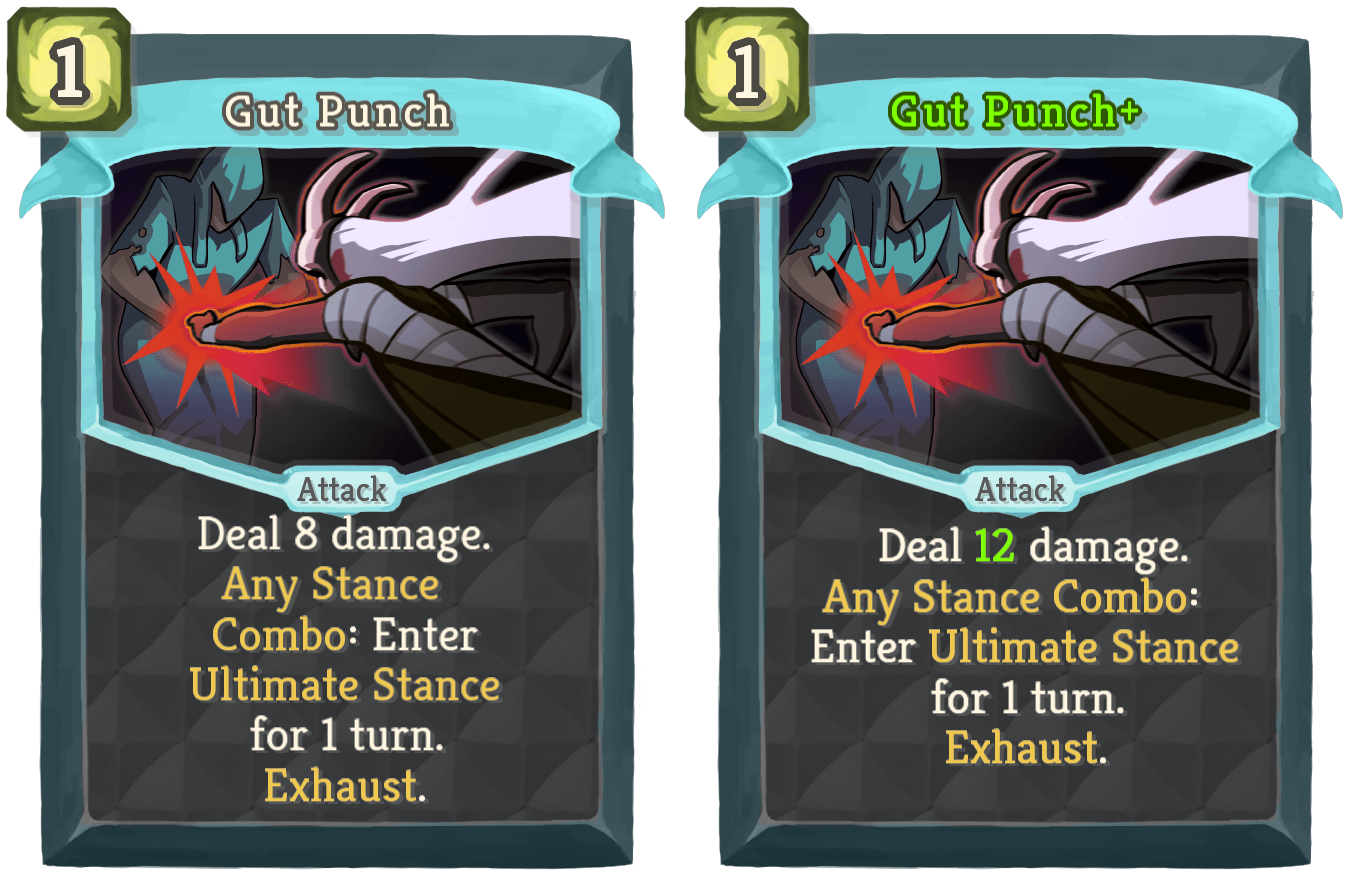 1
Gut Punch
Attack
Deal 8 damage.
Any Stance
Combo: Enter
Ultimate Stance
for 1 turn.
Exhaust.
1
Gut Punch+
Attack
Deal 12 damage.
Any Stance Combo:
Enter Ultimate Stance
for 1 turn.
Exhaust.